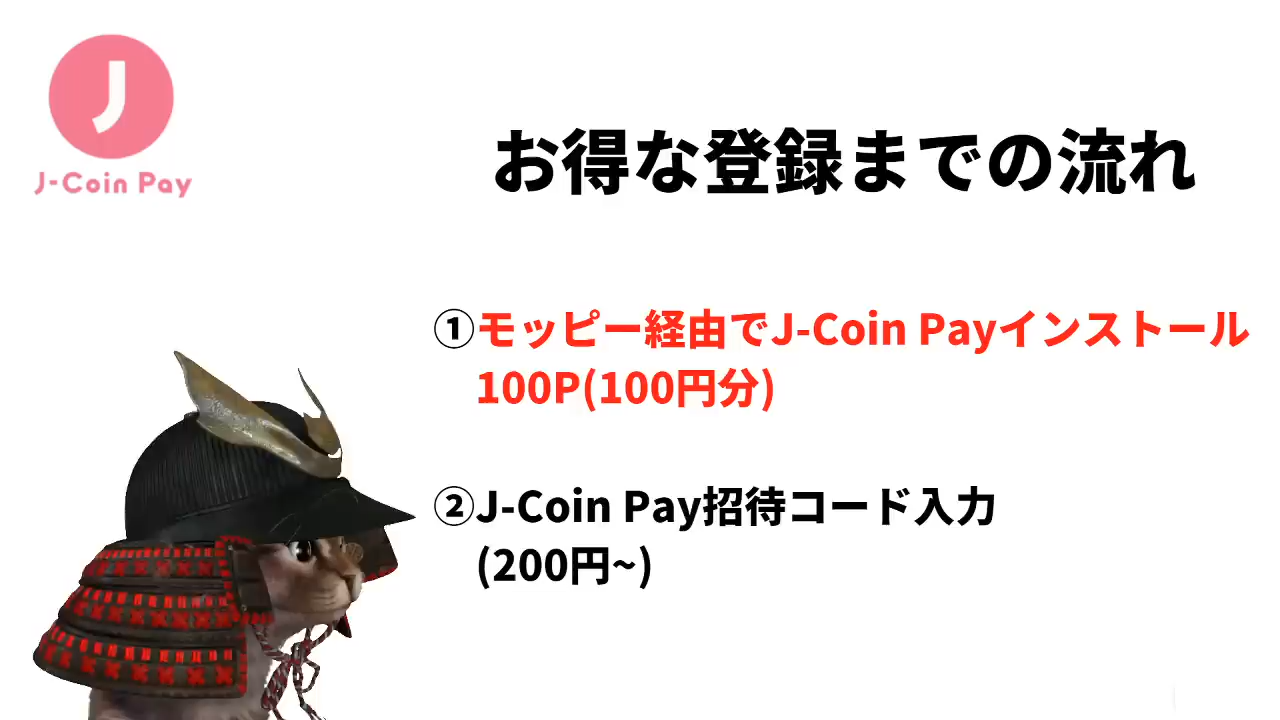 J
J-Coin Pay
お得な登録までの流れ
①モッピー経由でJ-Coin Payインストール
100P(100円分)
②J-Coin Pay招待コード入力
(200円~)